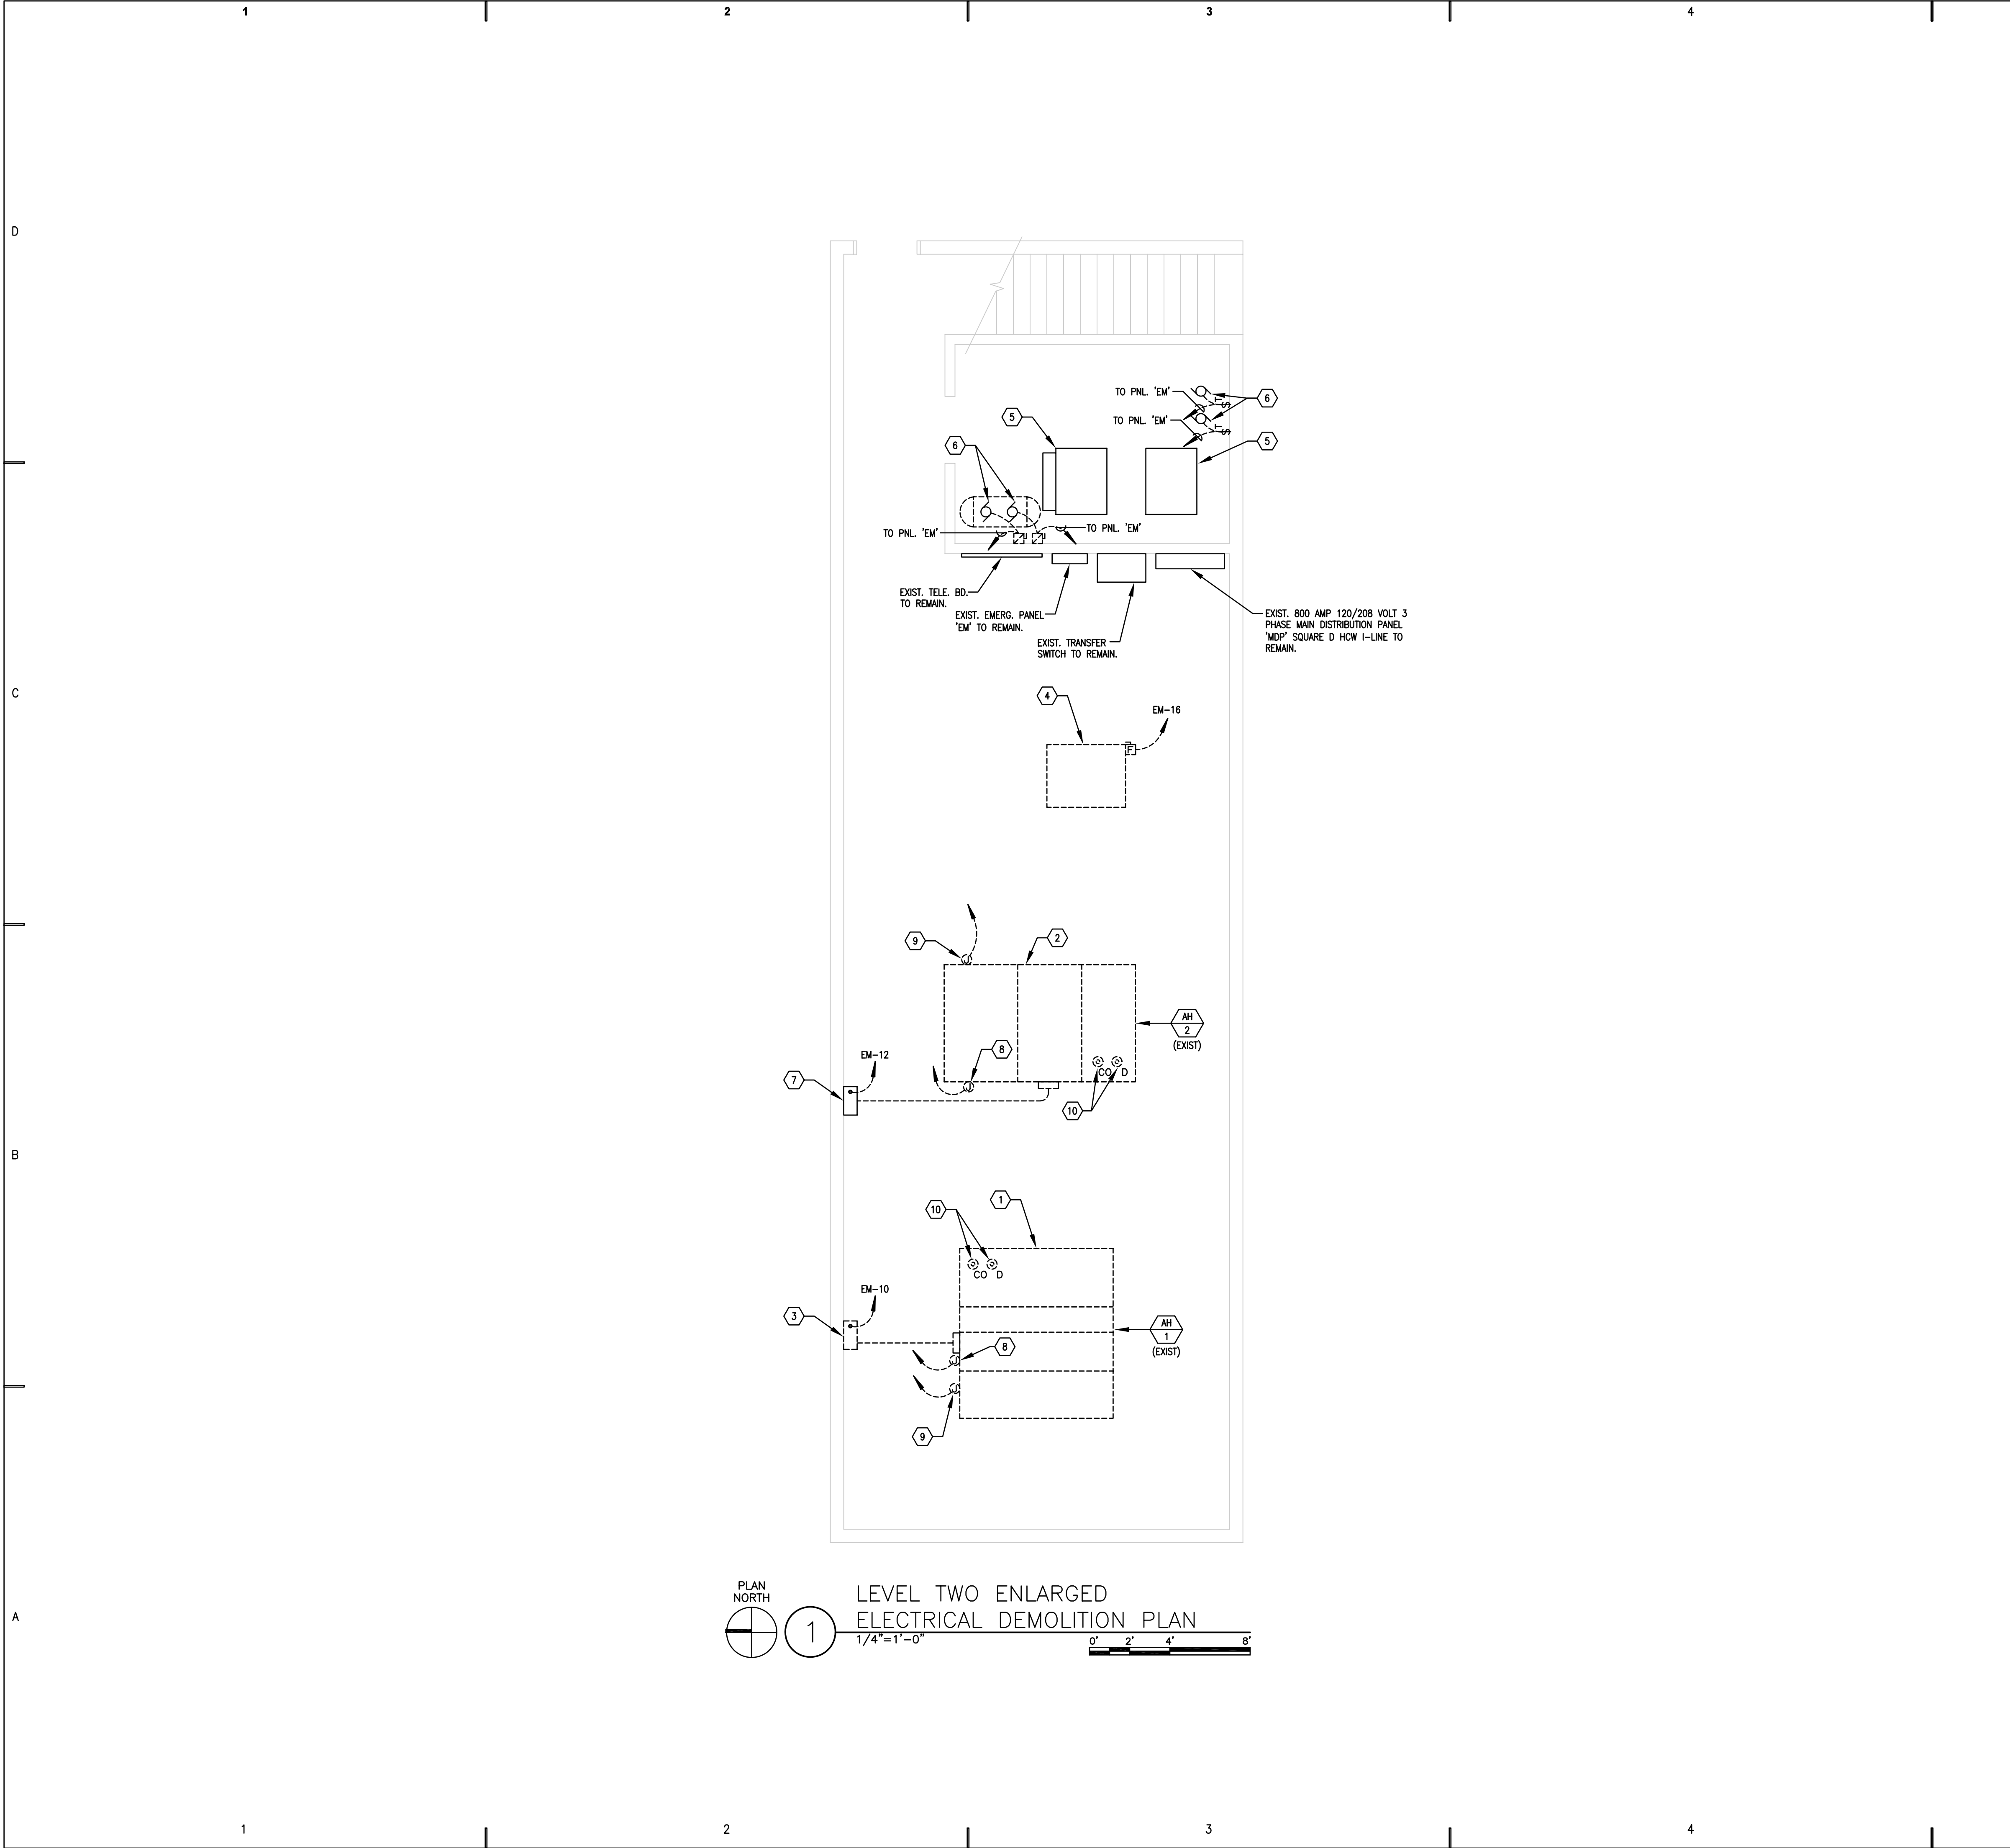 1
2
3
4
D
TO PNL. 'EM'
6
ST
5
TO PNL. 'EM'
ST
6
5
TO PNL. 'EM'
TO PNL. 'EM'
EXIST. TELE. BD.
TO REMAIN.
EXIST. EMERG. PANEL
'EM' TO REMAIN.
EXIST. TRANSFER
SWITCH TO REMAIN.
EXIST. 800 AMP 120/208 VOLT 3
PHASE MAIN DISTRIBUTION PANEL
'MDP' SQUARE D HCW I-LINE TO
REMAIN.
C
4
EM-16
F
9
2
J
AH
2
(EXIST)
EM-12
8
7
J
CO D
10
B
10
1
CO D
EM-10
3
AH
1
(EXIST)
8
J
J
9
PLAN
NORTH
1
LEVEL TWO ENLARGED
ELECTRICAL DEMOLITION PLAN
1/4"=1'-0"
0' 2' 4' 8'
A
1
2
3
4